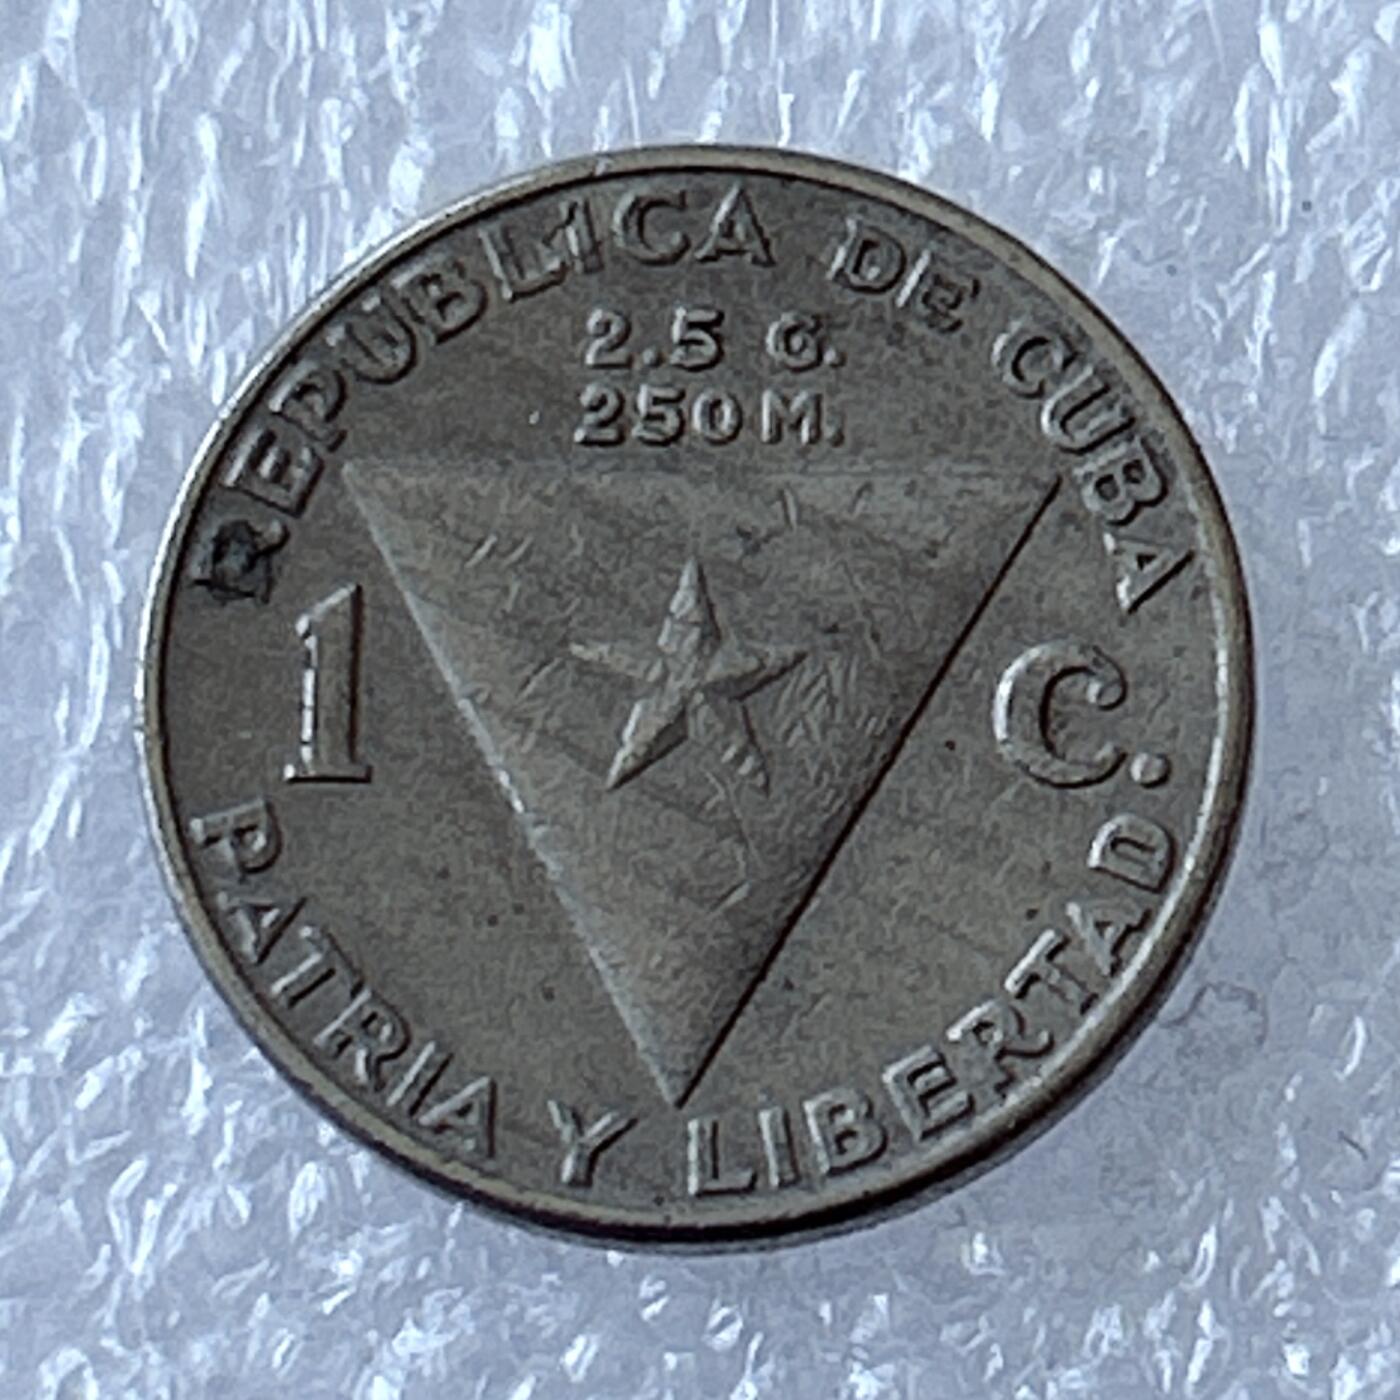 REPUBLICA DE CUBA
2.5 G.
250 M.
1 C.
PATRIA Y LIBERTAD